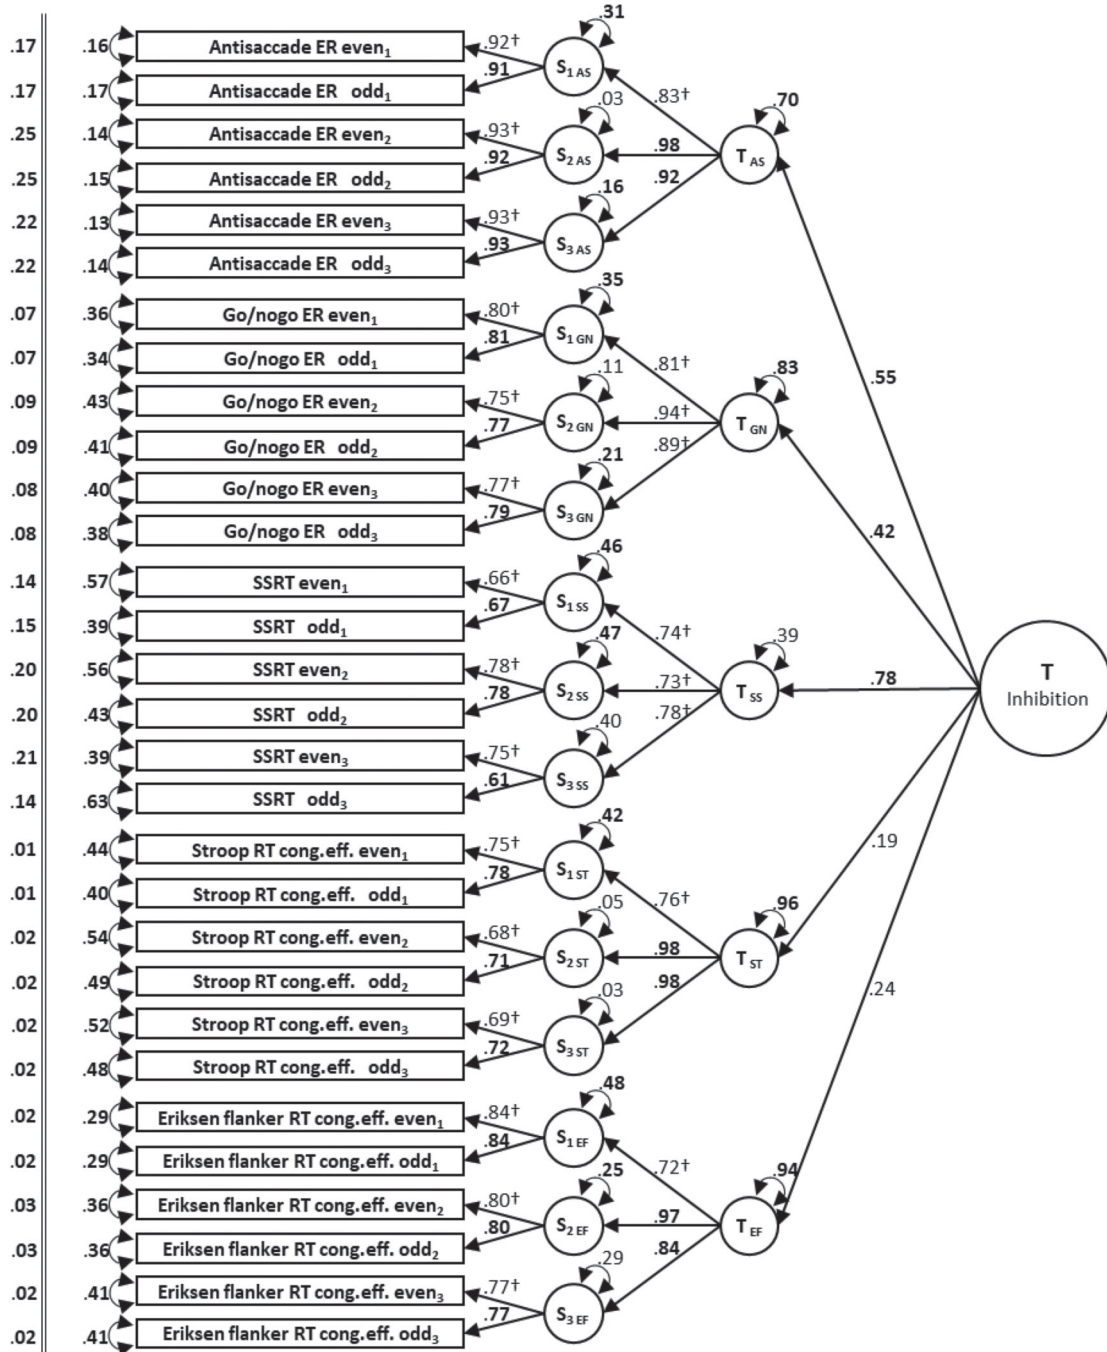 .31
.17 .16 Antisaccade ER even₁ .92† S₁ AS
.17 .17 Antisaccade ER odd₁ .91 .83† .70
.03
.25 .14 Antisaccade ER even₂ .93† S₂ AS .98 T AS
.25 .15 Antisaccade ER odd₂ .92 .92
.16
.22 .13 Antisaccade ER even₃ .93† S₃ AS
.22 .14 Antisaccade ER odd₃ .93
.35
.07 .36 Go/nogo ER even₁ .80† S₁ GN
.07 .34 Go/nogo ER odd₁ .81 .81† .83 .55
.11
.09 .43 Go/nogo ER even₂ .75† S₂ GN .94† T GN
.09 .41 Go/nogo ER odd₂ .77 .89†
.21
.08 .40 Go/nogo ER even₃ .77† S₃ GN
.08 .38 Go/nogo ER odd₃ .79 .42
.46
.14 .57 SSRT even₁ .66† S₁ SS
.15 .39 SSRT odd₁ .67 .74† .39
.47
.20 .56 SSRT even₂ .78† S₂ SS .73† T SS .78 T
Inhibition
.20 .43 SSRT odd₂ .78 .78†
.40
.21 .39 SSRT even₃ .75† S₃ SS
.14 .63 SSRT odd₃ .61
.42
.01 .44 Stroop RT cong.eff. even₁ .75† S₁ ST .19
.01 .40 Stroop RT cong.eff. odd₁ .78 .76† .96
.05
.02 .54 Stroop RT cong.eff. even₂ .68† S₂ ST .98 T ST
.02 .49 Stroop RT cong.eff. odd₂ .71 .98 .24
.03
.02 .52 Stroop RT cong.eff. even₃ .69† S₃ ST
.02 .48 Stroop RT cong.eff. odd₃ .72
.48
.02 .29 Eriksen flanker RT cong.eff. even₁ .84† S₁ EF
.02 .29 Eriksen flanker RT cong.eff. odd₁ .84 .72† .94
.25
.03 .36 Eriksen flanker RT cong.eff. even₂ .80† S₂ EF .97 T EF
.03 .36 Eriksen flanker RT cong.eff. odd₂ .80 .84
.29
.02 .41 Eriksen flanker RT cong.eff. even₃ .77† S₃ EF
.02 .41 Eriksen flanker RT cong.eff. odd₃ .77